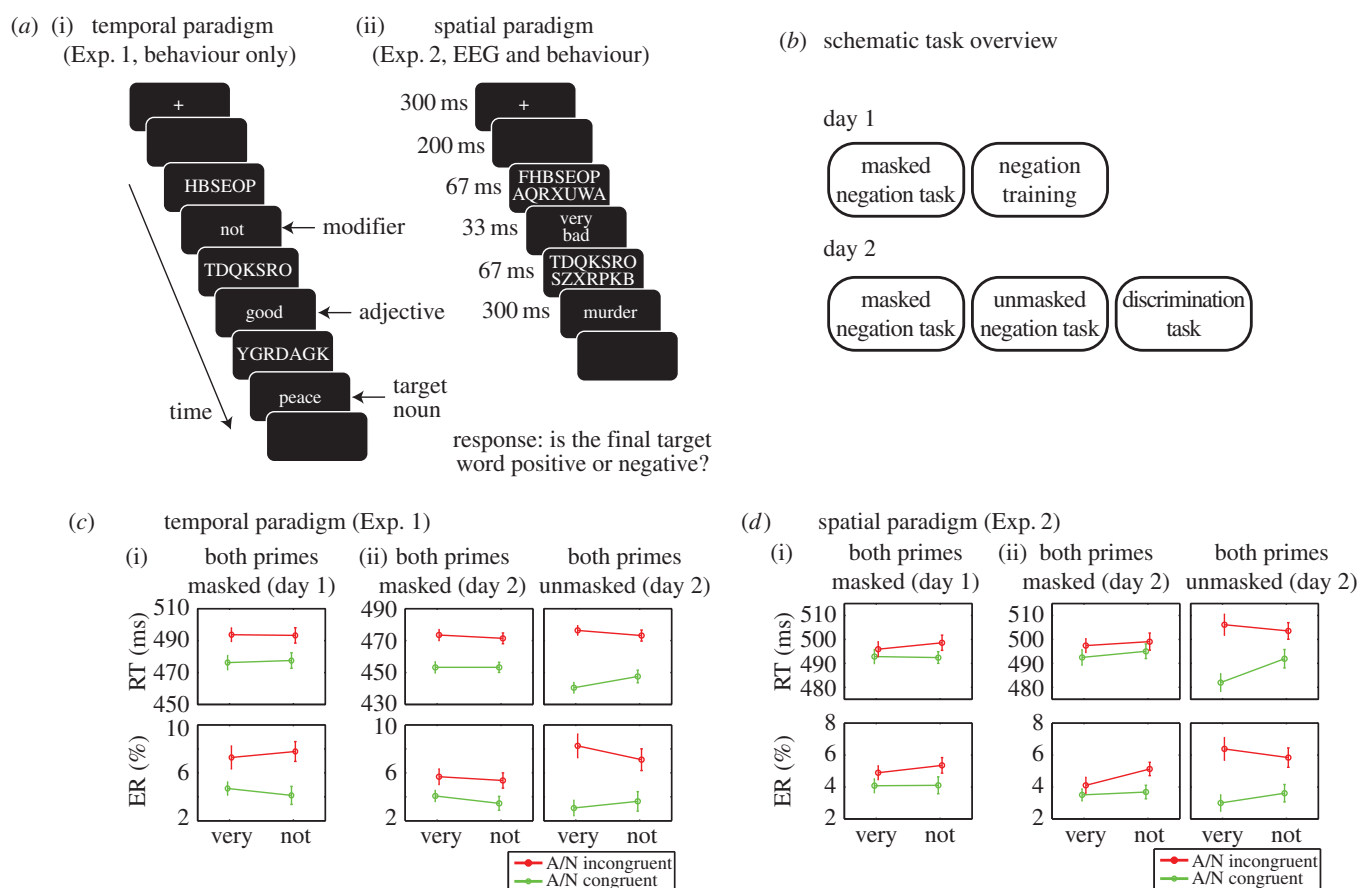 (a) (i) temporal paradigm
(Exp. 1, behaviour only)
+
HBSEOP
not
modifier
TDQKSRO
good
adjective
YGRDAGK
peace
target
noun
time
(ii) spatial paradigm
(Exp. 2, EEG and behaviour)
300 ms
+
200 ms
67 ms
FHBSEOP
AQRXUWA
33 ms
very
bad
67 ms
TDQKSRO
SZXRPKB
300 ms
murder
response: is the final target
word positive or negative?
(b) schematic task overview
day 1
masked
negation task
negation
training
day 2
masked
negation task
unmasked
negation task
discrimination
task
(c) temporal paradigm (Exp. 1)
(i) both primes
masked (day 1)
(ii) both primes
masked (day 2)
both primes
unmasked (day 2)
RT (ms)
510
490
470
450
490
470
450
430
ER (%)
10
6
2
10
6
2
very not
very not
very not
A/N incongruent
A/N congruent
(d) spatial paradigm (Exp. 2)
(i) both primes
masked (day 1)
(ii) both primes
masked (day 2)
both primes
unmasked (day 2)
RT (ms)
510
500
490
480
510
500
490
480
ER (%)
8
6
4
2
8
6
4
2
very not
very not
very not
A/N incongruent
A/N congruent